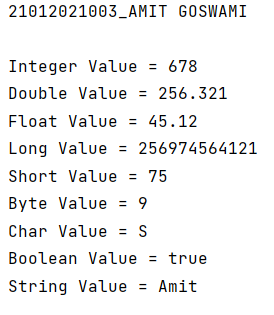 21012021003_AMIT GOSWAMI
Integer Value = 678
Double Value = 256.321
Float Value = 45.12
Long Value = 256974564121
Short Value = 75
Byte Value = 9
Char Value = S
Boolean Value = true
String Value = Amit